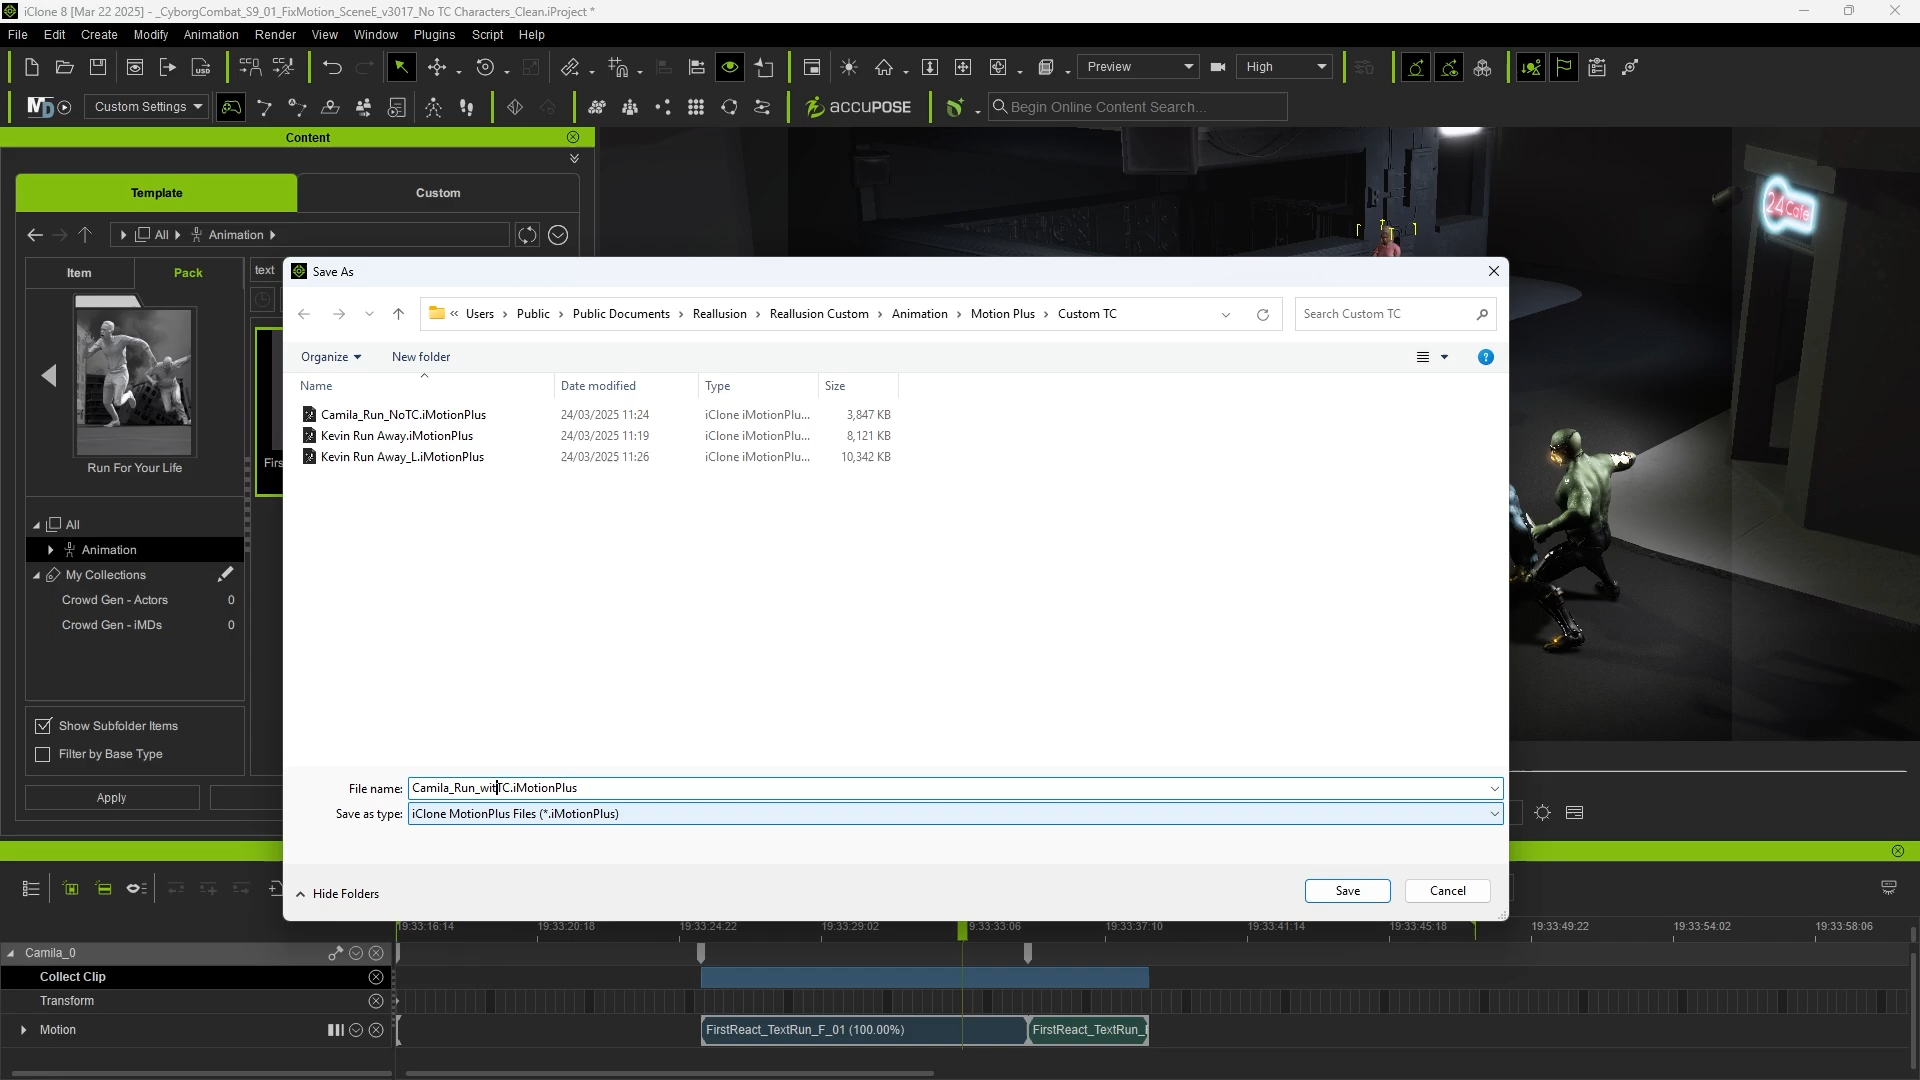 iClone 8 [Mar 22 2025] - _CyborgCombat_S9_01_FixMotion_SceneE_v3017_No TC Characters_Clean.iProject *
File Edit Create Modify Animation Render View Window Plugins Script Help
Preview High
MD Custom Settings ACCUPOSE Begin Online Content Search...
Content
Template Custom
All Animation
Item Pack text
24 Cafe
Run For Your Life
Firs
All
Animation
My Collections
Crowd Gen - Actors 0
Crowd Gen - iMDs 0
Show Subfolder Items
Filter by Base Type
Apply
Save As
« Users › Public › Public Documents › Reallusion › Reallusion Custom › Animation › Motion Plus › Custom TC
Search Custom TC
Organize New folder
Name Date modified Type Size
Camila_Run_NoTC.iMotionPlus 24/03/2025 11:24 iClone iMotionPlu... 3,847 KB
Kevin Run Away.iMotionPlus 24/03/2025 11:19 iClone iMotionPlu... 8,121 KB
Kevin Run Away_L.iMotionPlus 24/03/2025 11:26 iClone iMotionPlu... 10,342 KB
File name: Camila_Run_witTC.iMotionPlus
Save as type: iClone MotionPlus Files (*.iMotionPlus)
Hide Folders Save Cancel
19:33:16:14 19:33:20:18 19:33:24:22 19:33:29:02 19:33:33:06 19:33:37:10 19:33:41:14 19:33:45:18 19:33:49:22 19:33:54:02 19:33:58:06
Camila_0
Collect Clip
Transform
Motion FirstReact_TextRun_F_01 (100.00%) FirstReact_TextRun_